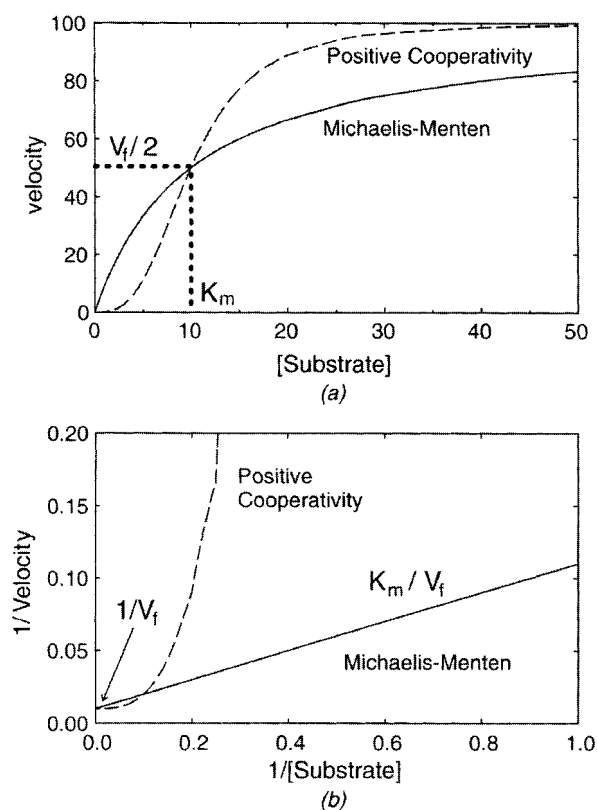 100
80
60
40
20
0
velocity
Positive Cooperativity
Michaelis-Menten
V_f / 2
K_m
0 10 20 30 40 50
[Substrate]
(a)
0.20
0.15
0.10
0.05
0.00
1/Velocity
Positive
Cooperativity
K_m / V_f
1/V_f
Michaelis-Menten
0.0 0.2 0.4 0.6 0.8 1.0
1/[Substrate]
(b)